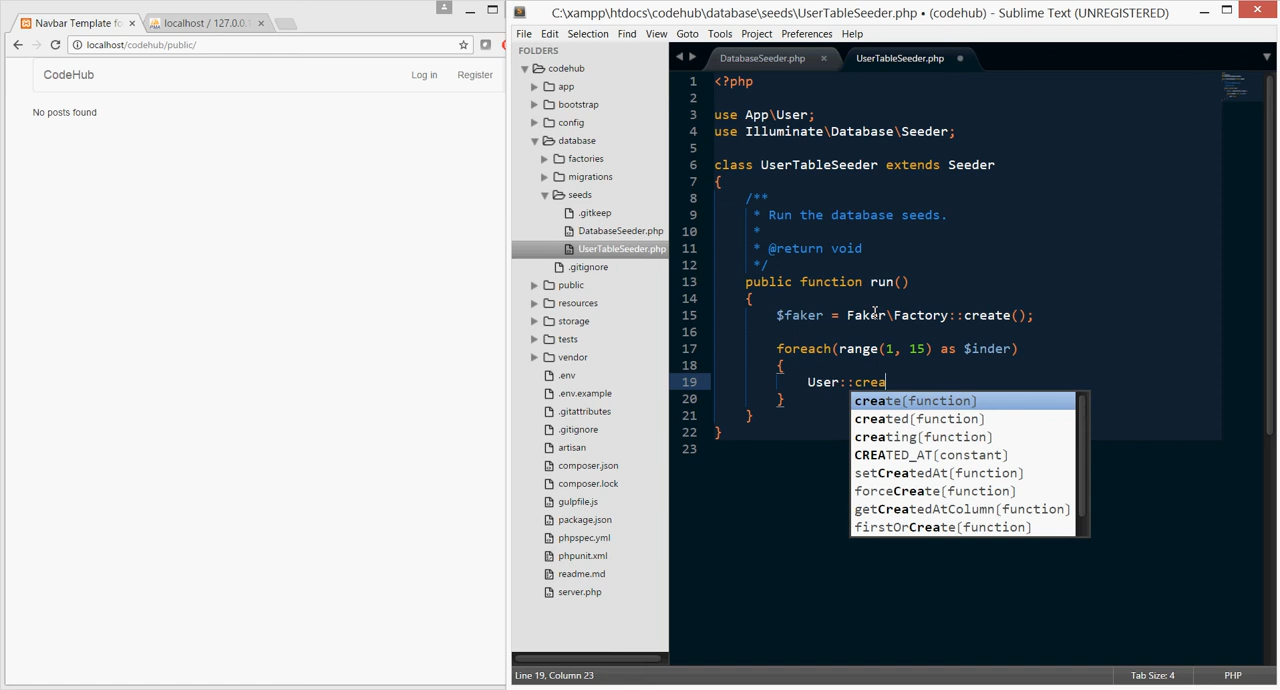 Navbar Template fo
localhost / 127.0.0.1
localhost/codehub/public/
CodeHub
Log in
Register
No posts found
C:\xampp\htdocs\codehub\database\seeds\UserTableSeeder.php • (codehub) - Sublime Text (UNREGISTERED)
File Edit Selection Find View Goto Tools Project Preferences Help
FOLDERS
codehub
app
bootstrap
config
database
factories
migrations
seeds
.gitkeep
DatabaseSeeder.php
UserTableSeeder.php
.gitignore
public
resources
storage
tests
vendor
.env
.env.example
.gitattributes
.gitignore
artisan
composer.json
composer.lock
gulpfile.js
package.json
phpspec.yml
phpunit.xml
readme.md
server.php
DatabaseSeeder.php
UserTableSeeder.php
1 <?php
2
3 use App\User;
4 use Illuminate\Database\Seeder;
5
6 class UserTableSeeder extends Seeder
7 {
8 /**
9 * Run the database seeds.
10 *
11 * @return void
12 */
13 public function run()
14 {
15 $faker = Faker\Factory::create();
16
17 foreach(range(1, 15) as $inder)
18 {
19 User::crea
20 }
21 }
22 }
23
create(function)
created(function)
creating(function)
CREATED_AT(constant)
setCreatedAt(function)
forceCreate(function)
getCreatedAtColumn(function)
firstOrCreate(function)
Line 19, Column 23
Tab Size: 4
PHP